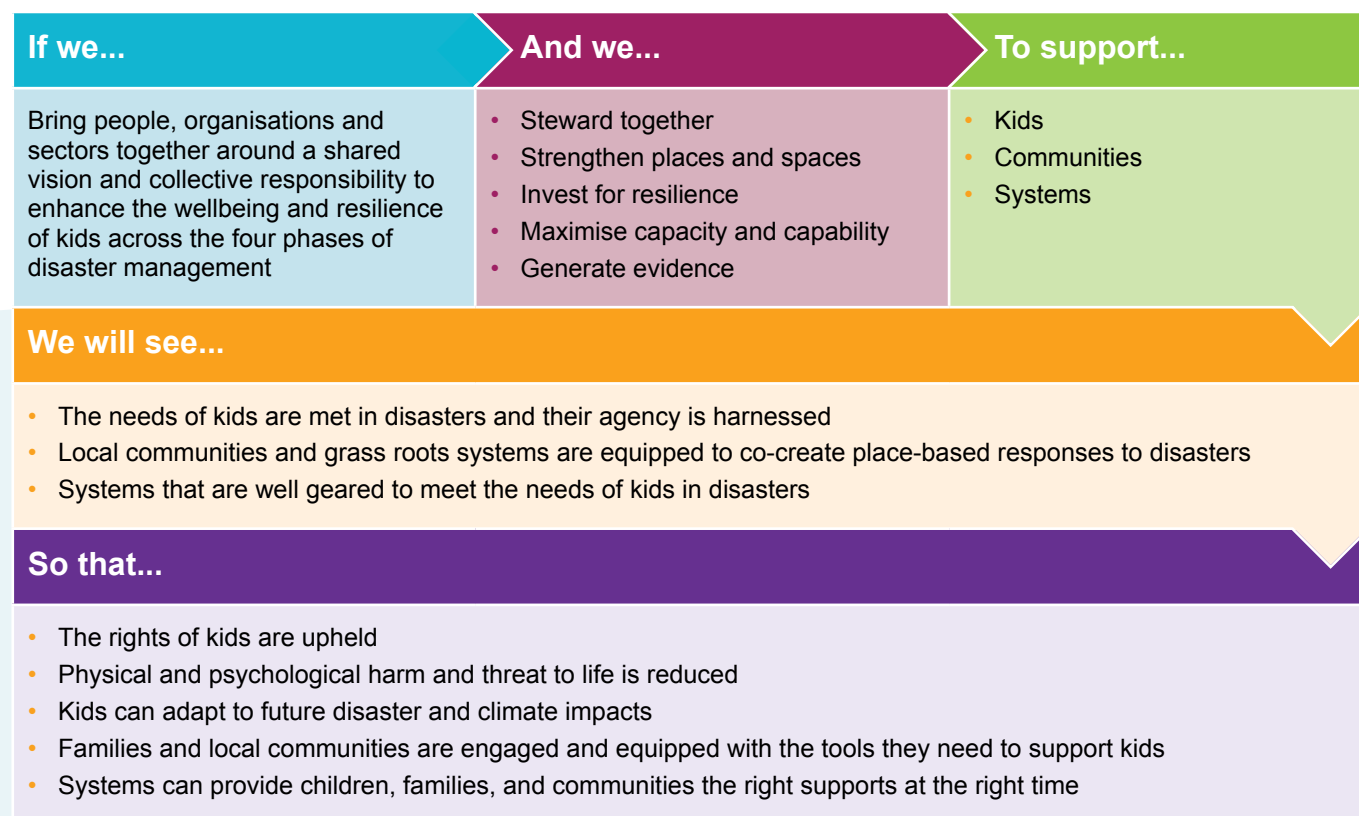 If we...
Bring people, organisations and
sectors together around a shared
vision and collective responsibility to
enhance the wellbeing and resilience
of kids across the four phases of
disaster management
And we...
• Steward together
• Strengthen places and spaces
• Invest for resilience
• Maximise capacity and capability
• Generate evidence
To support...
• Kids
• Communities
• Systems
We will see...
• The needs of kids are met in disasters and their agency is harnessed
• Local communities and grass roots systems are equipped to co-create place-based responses to disasters
• Systems that are well geared to meet the needs of kids in disasters
So that...
• The rights of kids are upheld
• Physical and psychological harm and threat to life is reduced
• Kids can adapt to future disaster and climate impacts
• Families and local communities are engaged and equipped with the tools they need to support kids
• Systems can provide children, families, and communities the right supports at the right time